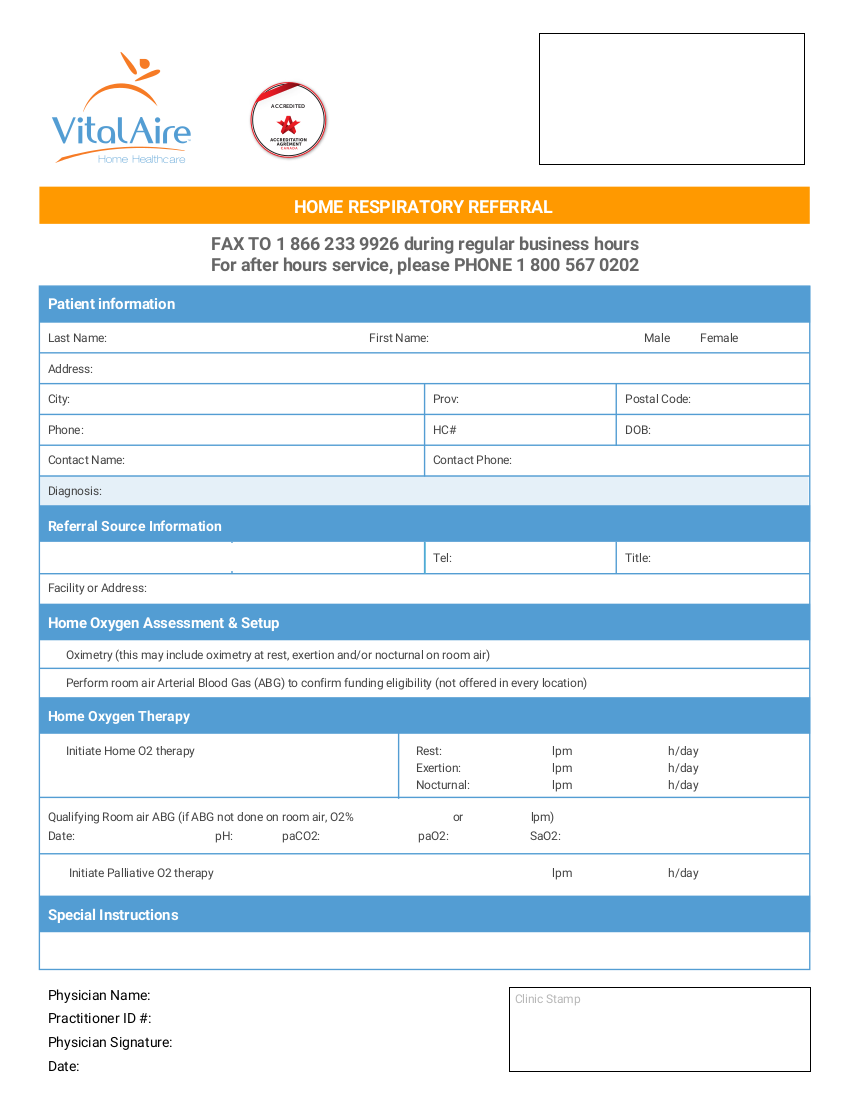 VitalAire
Home Healthcare
ACCREDITED
ACCREDITATION
AGRÉMENT
CANADA
HOME RESPIRATORY REFERRAL
FAX TO 1 866 233 9926 during regular business hours
For after hours service, please PHONE 1 800 567 0202
Patient information
Last Name: First Name: Male Female
Address:
City: Prov: Postal Code:
Phone: HC# DOB:
Contact Name: Contact Phone:
Diagnosis:
Referral Source Information
Tel: Title:
Facility or Address:
Home Oxygen Assessment & Setup
Oximetry (this may include oximetry at rest, exertion and/or nocturnal on room air)
Perform room air Arterial Blood Gas (ABG) to confirm funding eligibility (not offered in every location)
Home Oxygen Therapy
Initiate Home O2 therapy Rest: lpm h/day
Exertion: lpm h/day
Nocturnal: lpm h/day
Qualifying Room air ABG (if ABG not done on room air, O2% or lpm)
Date: pH: paCO2: paO2: SaO2:
Initiate Palliative O2 therapy lpm h/day
Special Instructions
Physician Name:
Practitioner ID #:
Physician Signature:
Date:
Clinic Stamp